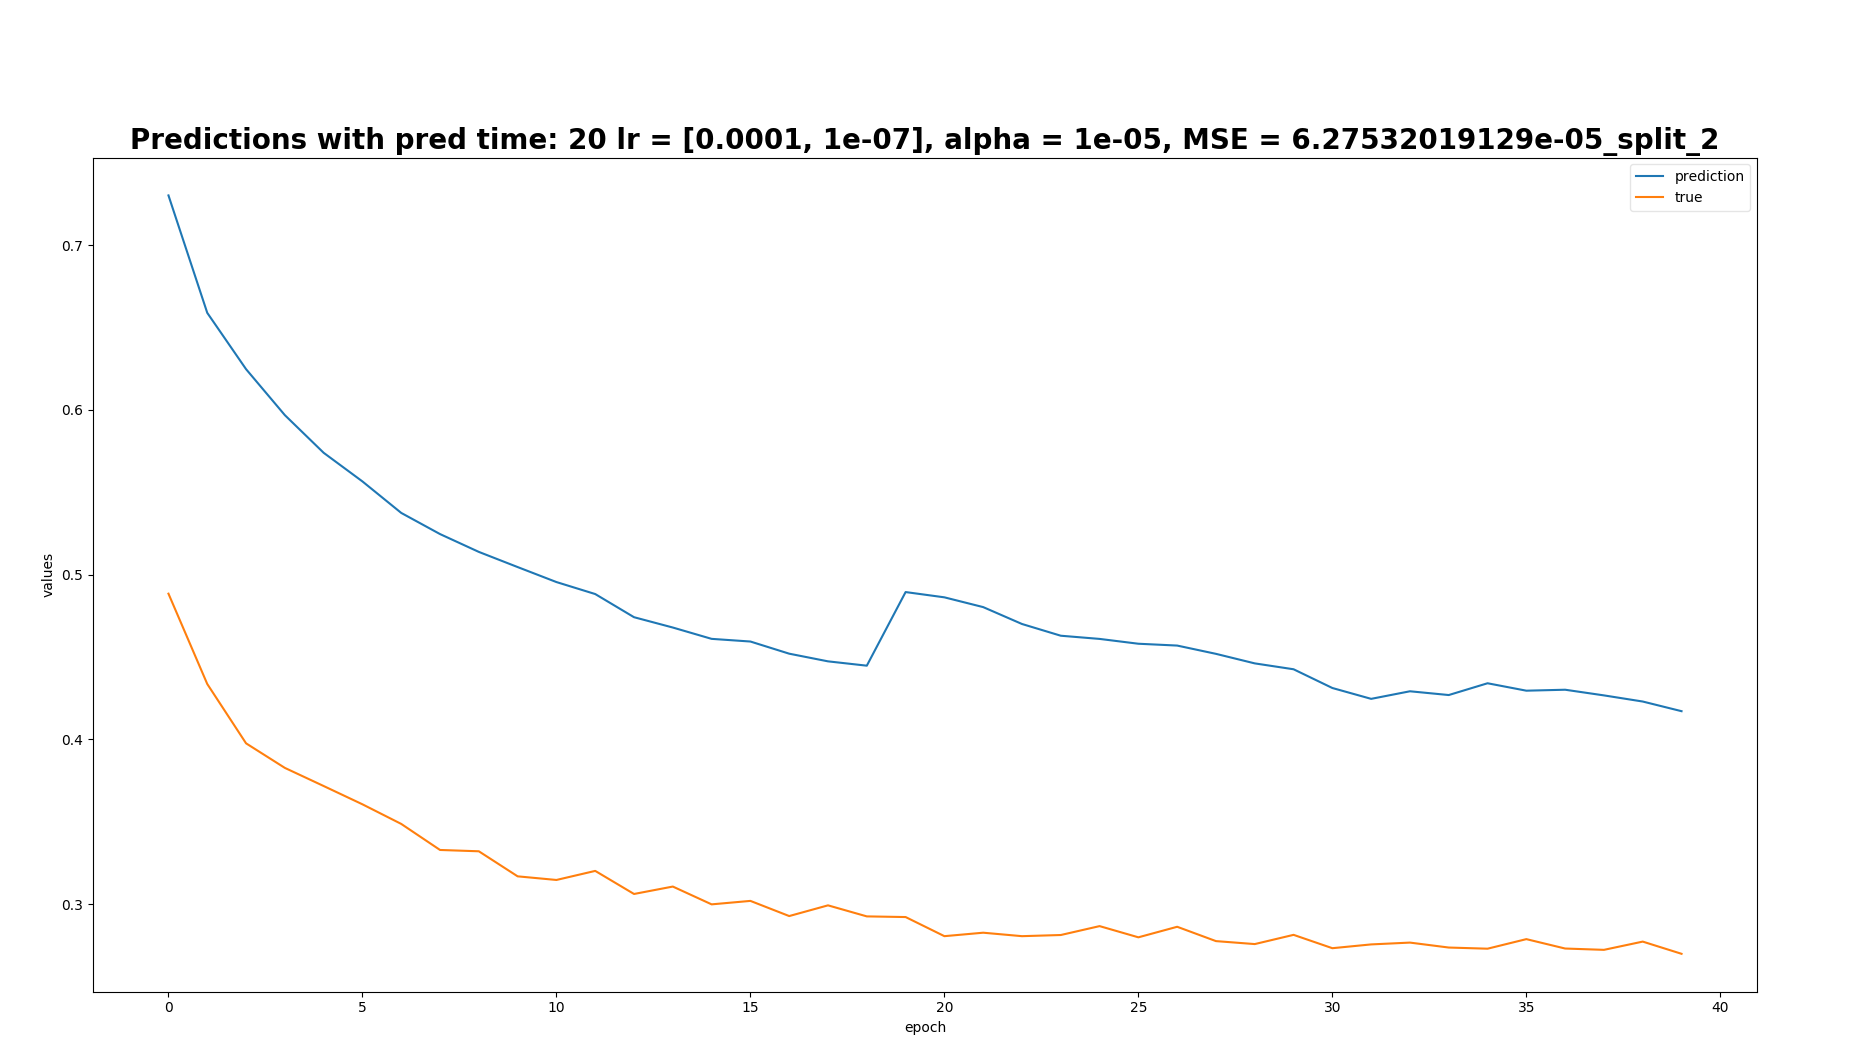 Predictions with pred time: 20 lr = [0.0001, 1e-07], alpha = 1e-05, MSE = 6.27532019129e-05_split_2
prediction
true
values
0.7
0.6
0.5
0.4
0.3
0 5 10 15 20 25 30 35 40
epoch